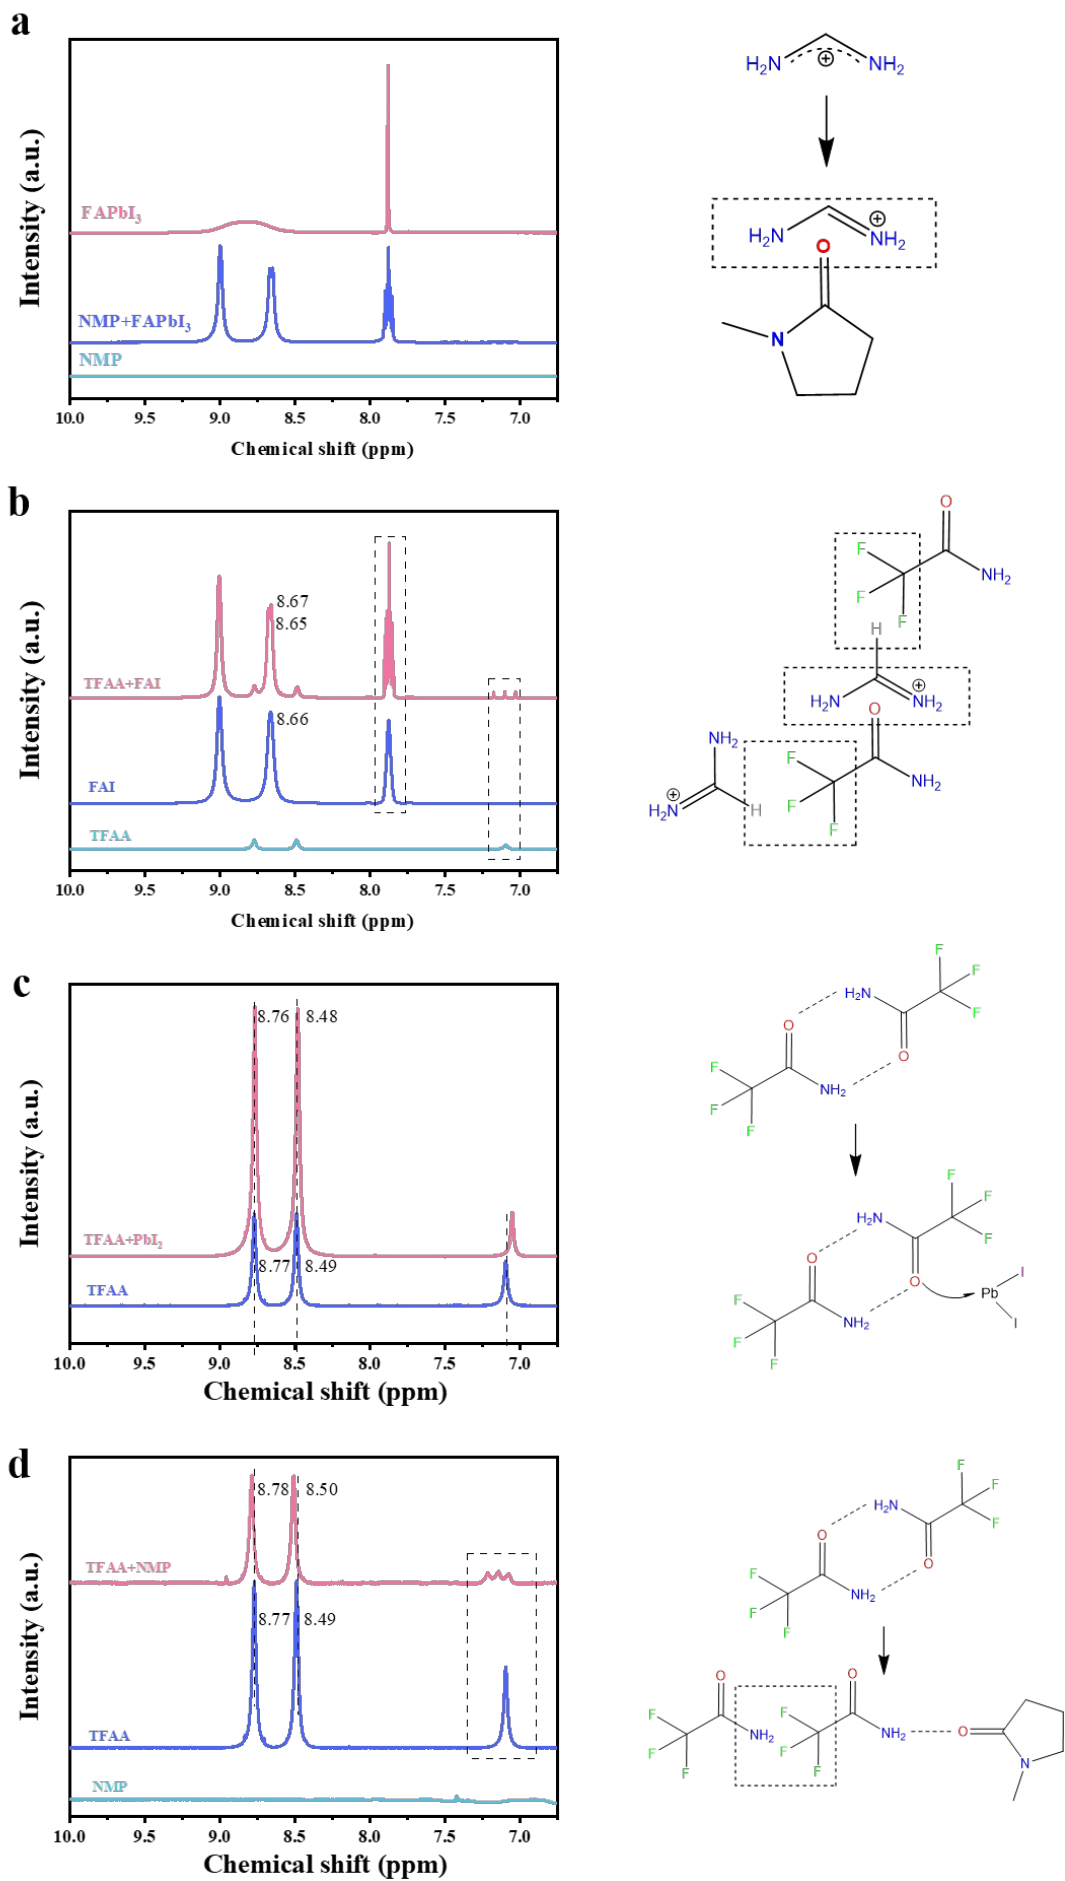 a
Intensity (a.u.)
FAPbI₃
NMP+FAPbI₃
NMP
10.0 9.5 9.0 8.5 8.0 7.5 7.0
Chemical shift (ppm)
H₂N ⊕ NH₂
H₂N ⊕ NH₂
O
N
b
Intensity (a.u.)
8.67
8.65
TFAA+FAI
8.66
FAI
TFAA
10.0 9.5 9.0 8.5 8.0 7.5 7.0
Chemical shift (ppm)
O
F
NH₂
F
F
H
⊕
H₂N NH₂
O
NH₂
F
NH₂
⊕
H₂N H
F
F
c
Intensity (a.u.)
8.76 8.48
TFAA+PbI₂
8.77 8.49
TFAA
10.0 9.5 9.0 8.5 8.0 7.5 7.0
Chemical shift (ppm)
F
F
H₂N
F
O
O
F
NH₂
F
F
F
F
H₂N
F
O
O
I
Pb
F
I
NH₂
F
F
d
Intensity (a.u.)
8.78 8.50
TFAA+NMP
8.77 8.49
TFAA
NMP
10.0 9.5 9.0 8.5 8.0 7.5 7.0
Chemical shift (ppm)
F
F
H₂N
F
O
O
F
NH₂
F
F
O O
F F
NH₂ NH₂ O
F F
N
F F